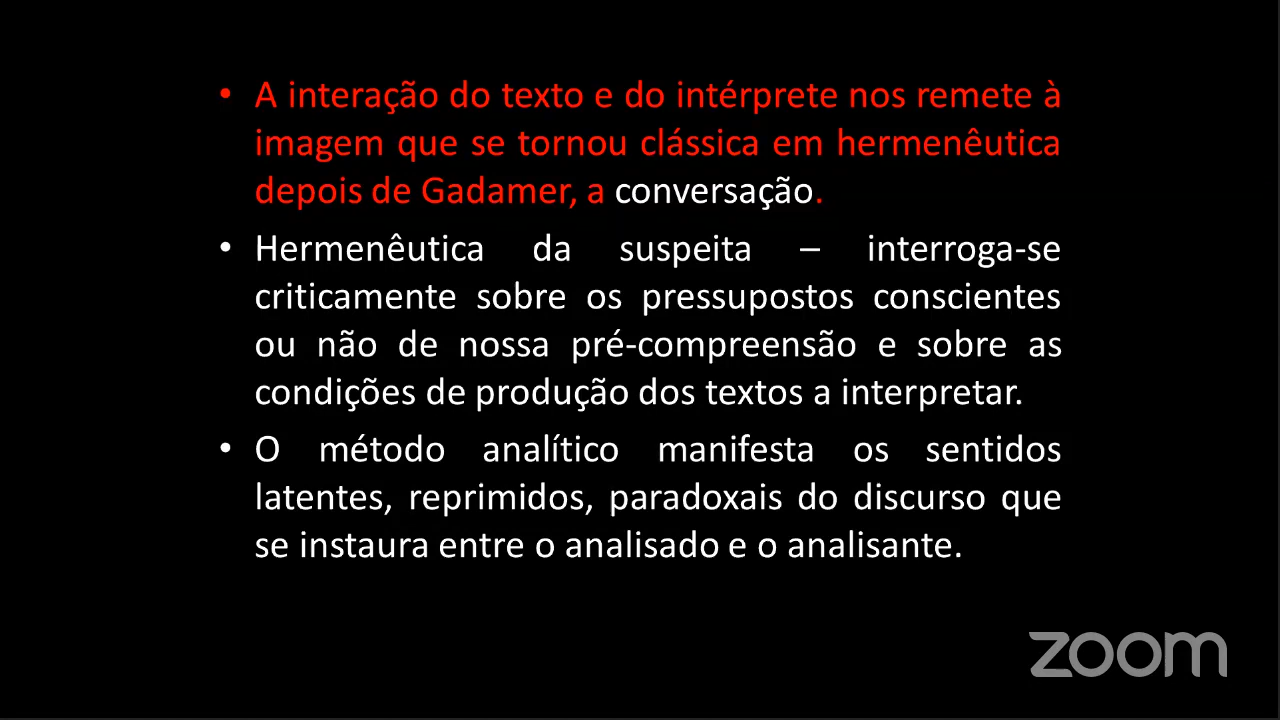 • A interação do texto e do intérprete nos remete à
imagem que se tornou clássica em hermenêutica
depois de Gadamer, a conversação.
• Hermenêutica da suspeita – interroga-se
criticamente sobre os pressupostos conscientes
ou não de nossa pré-compreensão e sobre as
condições de produção dos textos a interpretar.
• O método analítico manifesta os sentidos
latentes, reprimidos, paradoxais do discurso que
se instaura entre o analisado e o analisante.
zoom